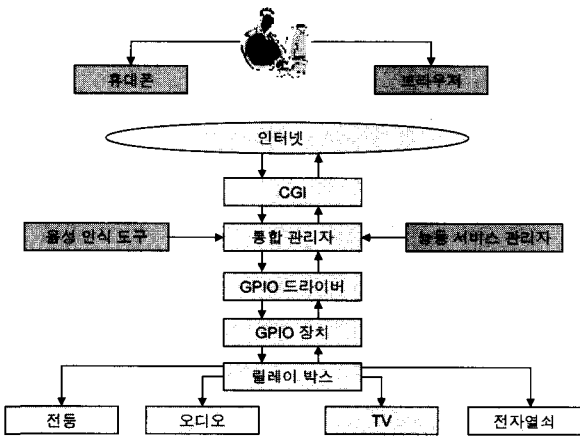 휴대폰
브라우저
인터넷
CGI
음성 인식 도구
통합 관리자
능동 서비스 관리자
GPIO 드라이버
GPIO 장치
릴레이 박스
전등
오디오
TV
전자열쇠